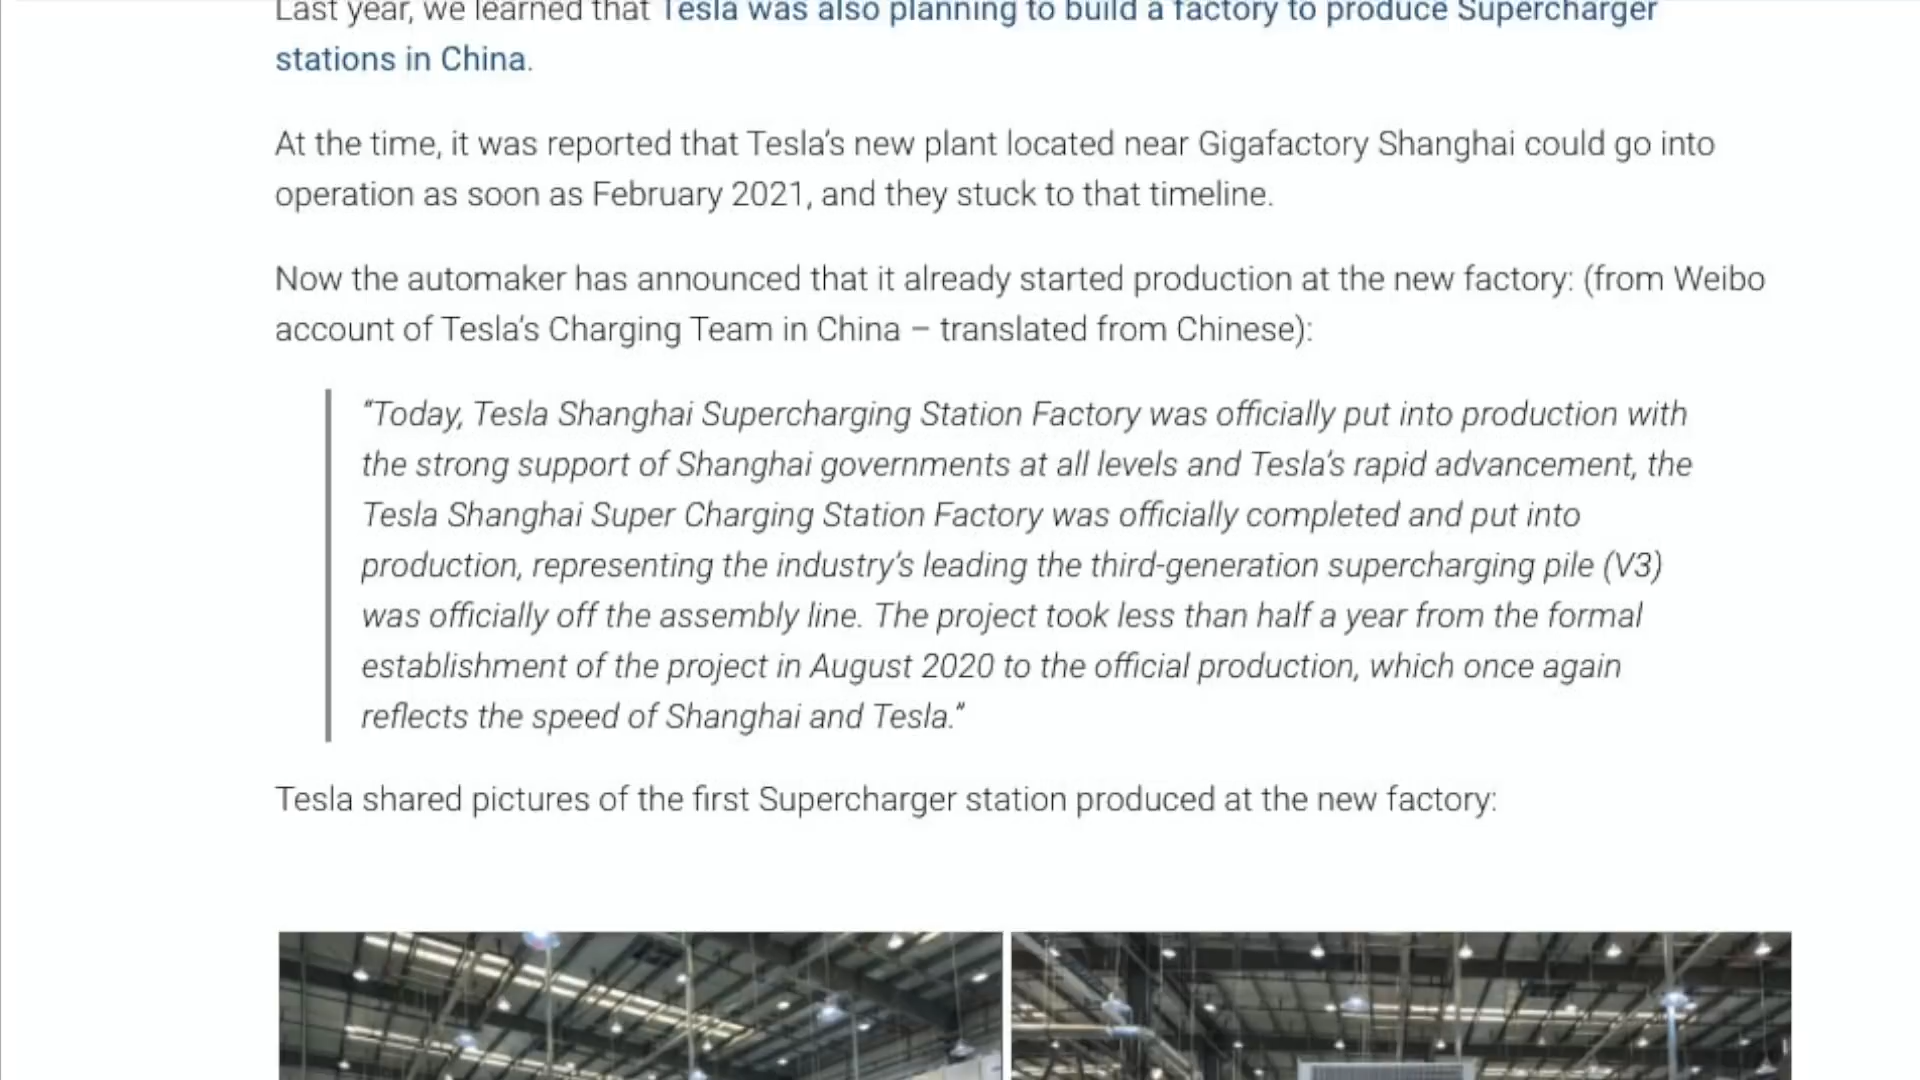 Last year, we learned that Tesla was also planning to build a factory to produce Supercharger
stations in China.
At the time, it was reported that Tesla's new plant located near Gigafactory Shanghai could go into
operation as soon as February 2021, and they stuck to that timeline.
Now the automaker has announced that it already started production at the new factory: (from Weibo
account of Tesla's Charging Team in China – translated from Chinese):
“Today, Tesla Shanghai Supercharging Station Factory was officially put into production with
the strong support of Shanghai governments at all levels and Tesla's rapid advancement, the
Tesla Shanghai Super Charging Station Factory was officially completed and put into
production, representing the industry's leading the third-generation supercharging pile (V3)
was officially off the assembly line. The project took less than half a year from the formal
establishment of the project in August 2020 to the official production, which once again
reflects the speed of Shanghai and Tesla.”
Tesla shared pictures of the first Supercharger station produced at the new factory: